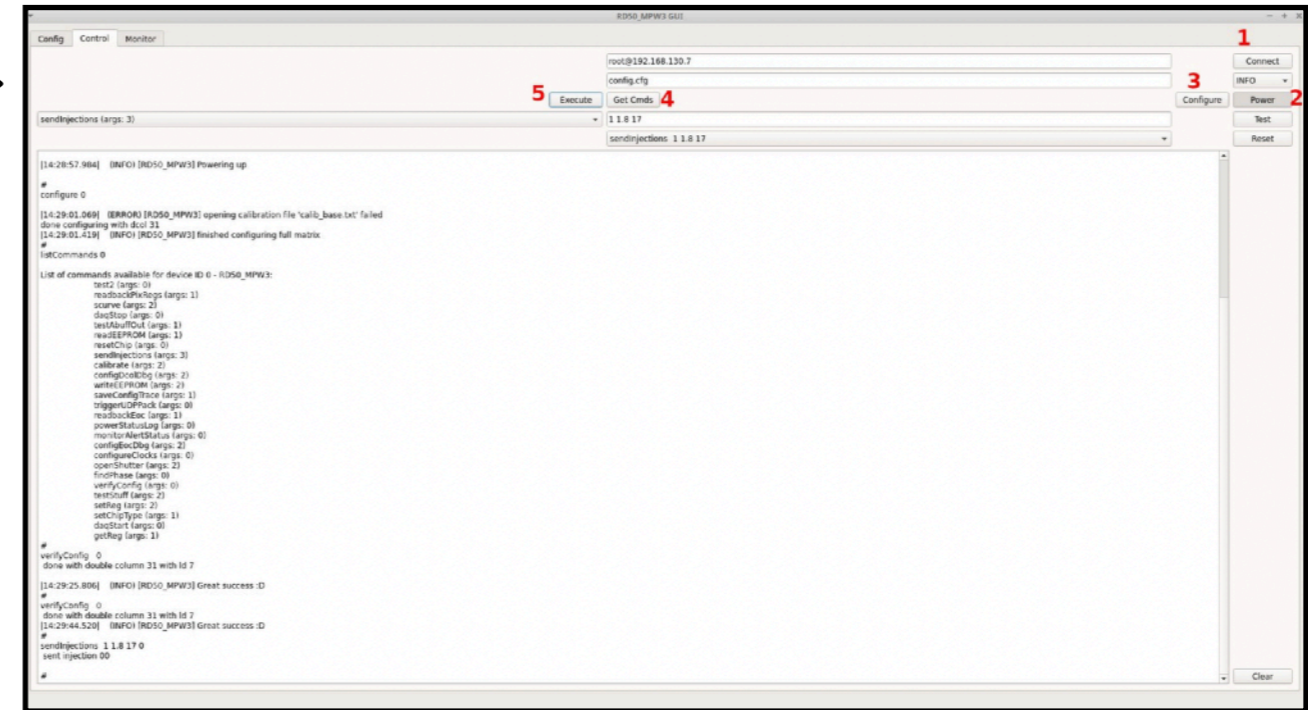 RD50_MPW3 GUI
Config Control Monitor
1
root@192.168.130.7 Connect
config.cfg 3 INFO
5 Execute Get Cmds 4 Configure Power 2
sendInjections (args: 3) 1 1.8 17 Test
sendInjections 1 1.8 17 Reset
[14:28:57.984] (INFO) [RD50_MPW3] Powering up
#
configure 0
[14:29:01.069] (ERROR) [RD50_MPW3] opening calibration file 'calib_base.txt' failed
done configuring with dcol 31
[14:29:01.419] (INFO) [RD50_MPW3] finished configuring full matrix
#
listCommands 0
List of commands available for device ID 0 - RD50_MPW3:
test2 (args: 0)
readbackPixRegs (args: 1)
scurve (args: 2)
daqStop (args: 0)
testAbuffOut (args: 1)
readEEPROM (args: 1)
resetChip (args: 0)
sendInjections (args: 3)
calibrate (args: 2)
configDcolDbg (args: 2)
writeEEPROM (args: 2)
saveConfigTrace (args: 1)
triggerUDPPack (args: 0)
readbackEoc (args: 1)
powerStatusLog (args: 0)
monitorAlertStatus (args: 0)
configEocDbg (args: 2)
configureClocks (args: 0)
openShutter (args: 2)
findPhase (args: 0)
verifyConfig (args: 0)
testStuff (args: 2)
setReg (args: 2)
setChipType (args: 1)
daqStart (args: 0)
getReg (args: 1)
#
verifyConfig 0
done with double column 31 with id 7
[14:29:25.806] (INFO) [RD50_MPW3] Great success :D
#
verifyConfig 0
done with double column 31 with id 7
[14:29:44.520] (INFO) [RD50_MPW3] Great success :D
#
sendInjections 1 1.8 17 0
sent injection 00
#
Clear